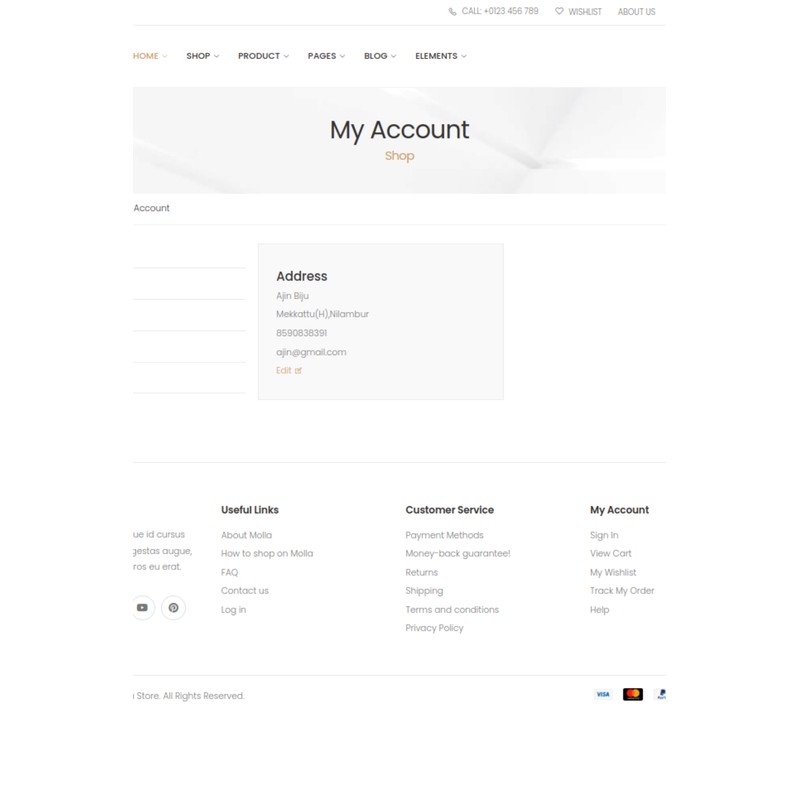 CALL: +0123 456 789 WISHLIST ABOUT US
HOME SHOP PRODUCT PAGES BLOG ELEMENTS
My Account
Shop
Account
Address
Ajin Biju
Mekkattu(H),Nilambur
8590838391
ajin@gmail.com
Edit
ue id cursus
gestas augue,
ros eu erat.
Useful Links
About Molla
How to shop on Molla
FAQ
Contact us
Log in
Customer Service
Payment Methods
Money-back guarantee!
Returns
Shipping
Terms and conditions
Privacy Policy
My Account
Sign In
View Cart
My Wishlist
Track My Order
Help
Store. All Rights Reserved.
VISA